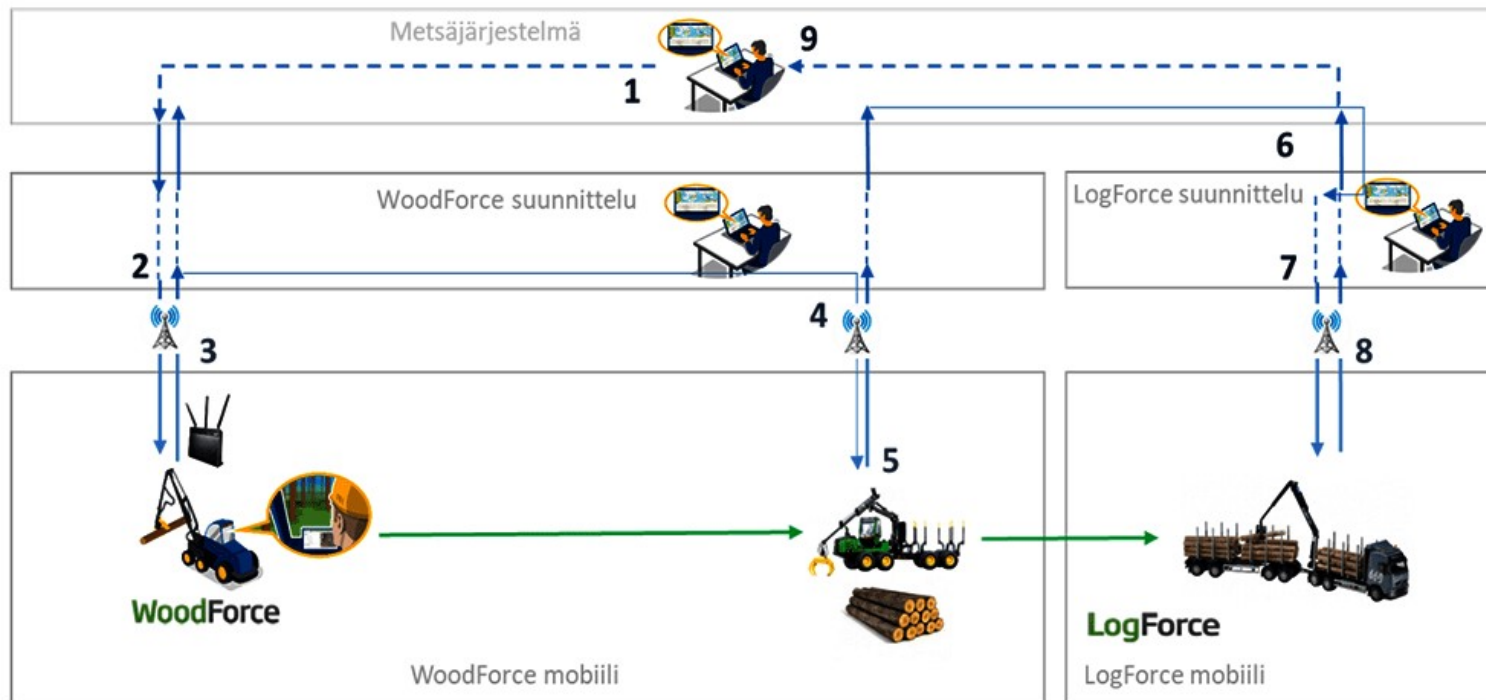 Metsäjärjestelmä
9
1
6
WoodForce suunnittelu
LogForce suunnittelu
2
7
4
3
8
5
WoodForce
LogForce
WoodForce mobiili
LogForce mobiili